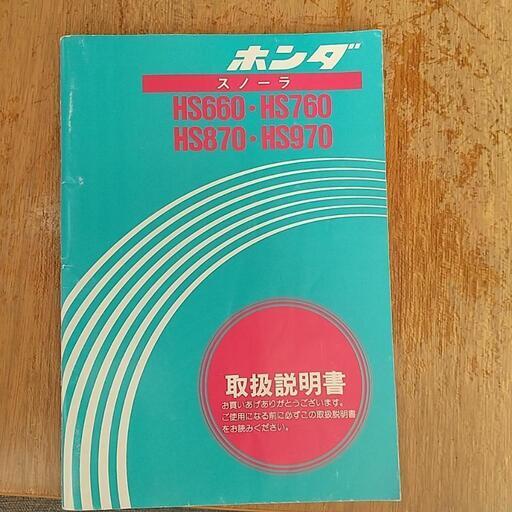 ホンダ
スノーラ
HS660・HS760
HS870・HS970
取扱説明書
お買いあげありがとうございます。
ご使用になる前に必ずこの取扱説明書
をお読みください。